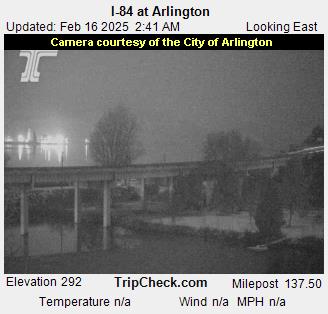 I-84 at Arlington
Updated: Feb 16 2025 2:41 AM Looking East
Camera courtesy of the City of Arlington
Elevation 292 TripCheck.com Milepost 137.50
Temperature n/a Wind n/a MPH n/a